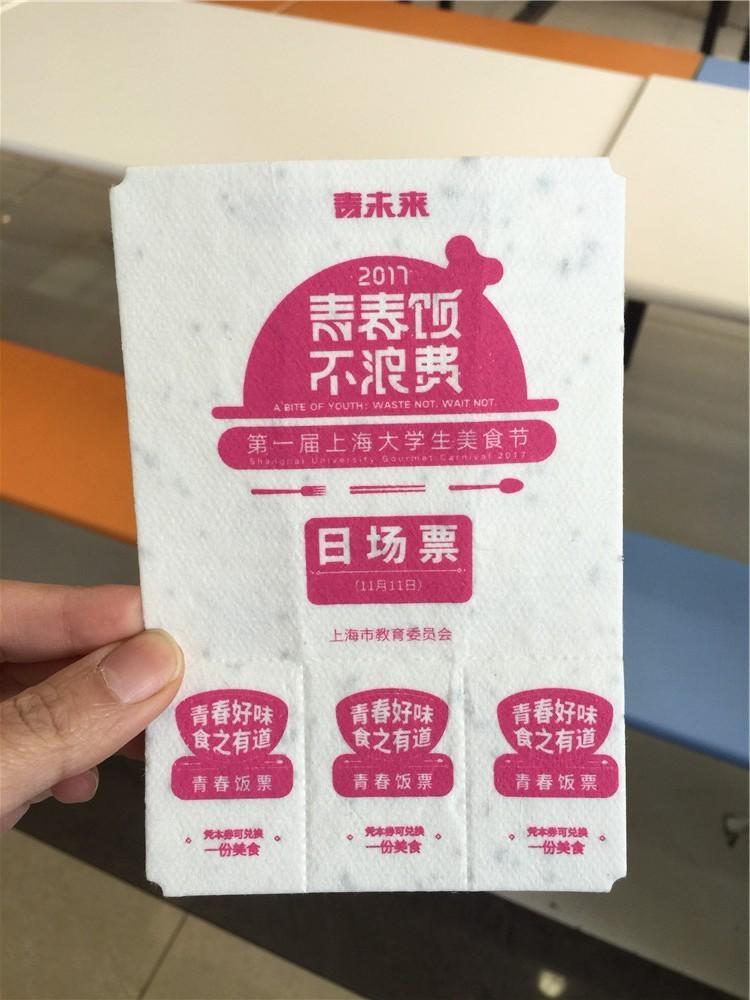 青未来
2017
青春饭
不浪费
A BITE OF YOUTH: WASTE NOT. WAIT NOT.
第一届上海大学生美食节
Shanghai University Gourmet Carnival 2017
日场票
(11月11日)
上海市教育委员会
青春好味
食之有道
青春饭票
凭本券可兑换
一份美食
青春好味
食之有道
青春饭票
凭本券可兑换
一份美食
青春好味
食之有道
青春饭票
凭本券可兑换
一份美食